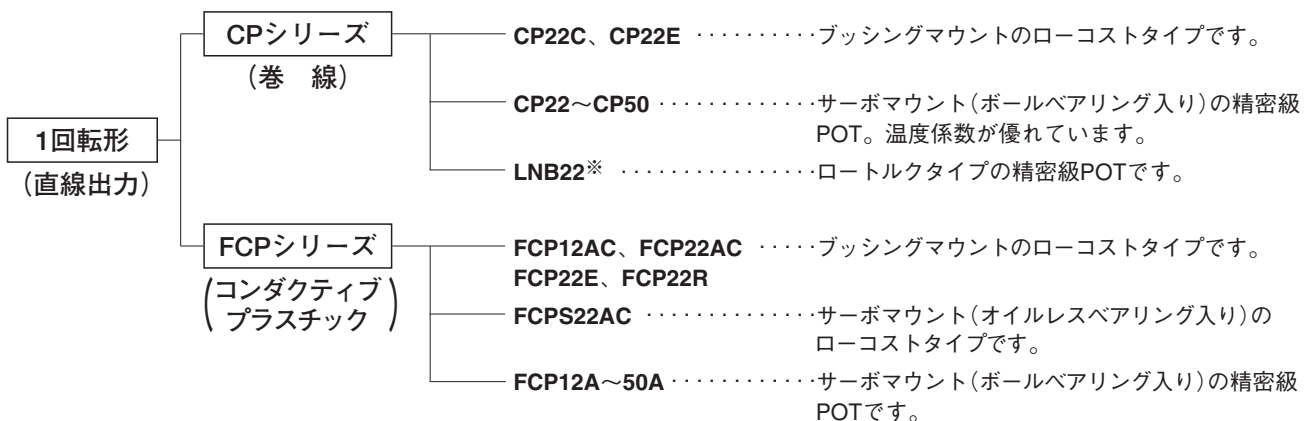 1回転形
(直線出力)
CPシリーズ
(巻 線)
CP22C、CP22E ··········ブッシングマウントのローコストタイプです。
CP22～CP50 ·············サーボマウント(ボールベアリング入り)の精密級
POT。温度係数が優れています。
LNB22※ ················ロートルクタイプの精密級POTです。
FCPシリーズ
(コンダクティブ
プラスチック)
FCP12AC、FCP22AC ·····ブッシングマウントのローコストタイプです。
FCP22E、FCP22R
FCPS22AC ··············サーボマウント(オイルレスベアリング入り)の
ローコストタイプです。
FCP12A～50A ············サーボマウント(ボールベアリング入り)の精密級
POTです。